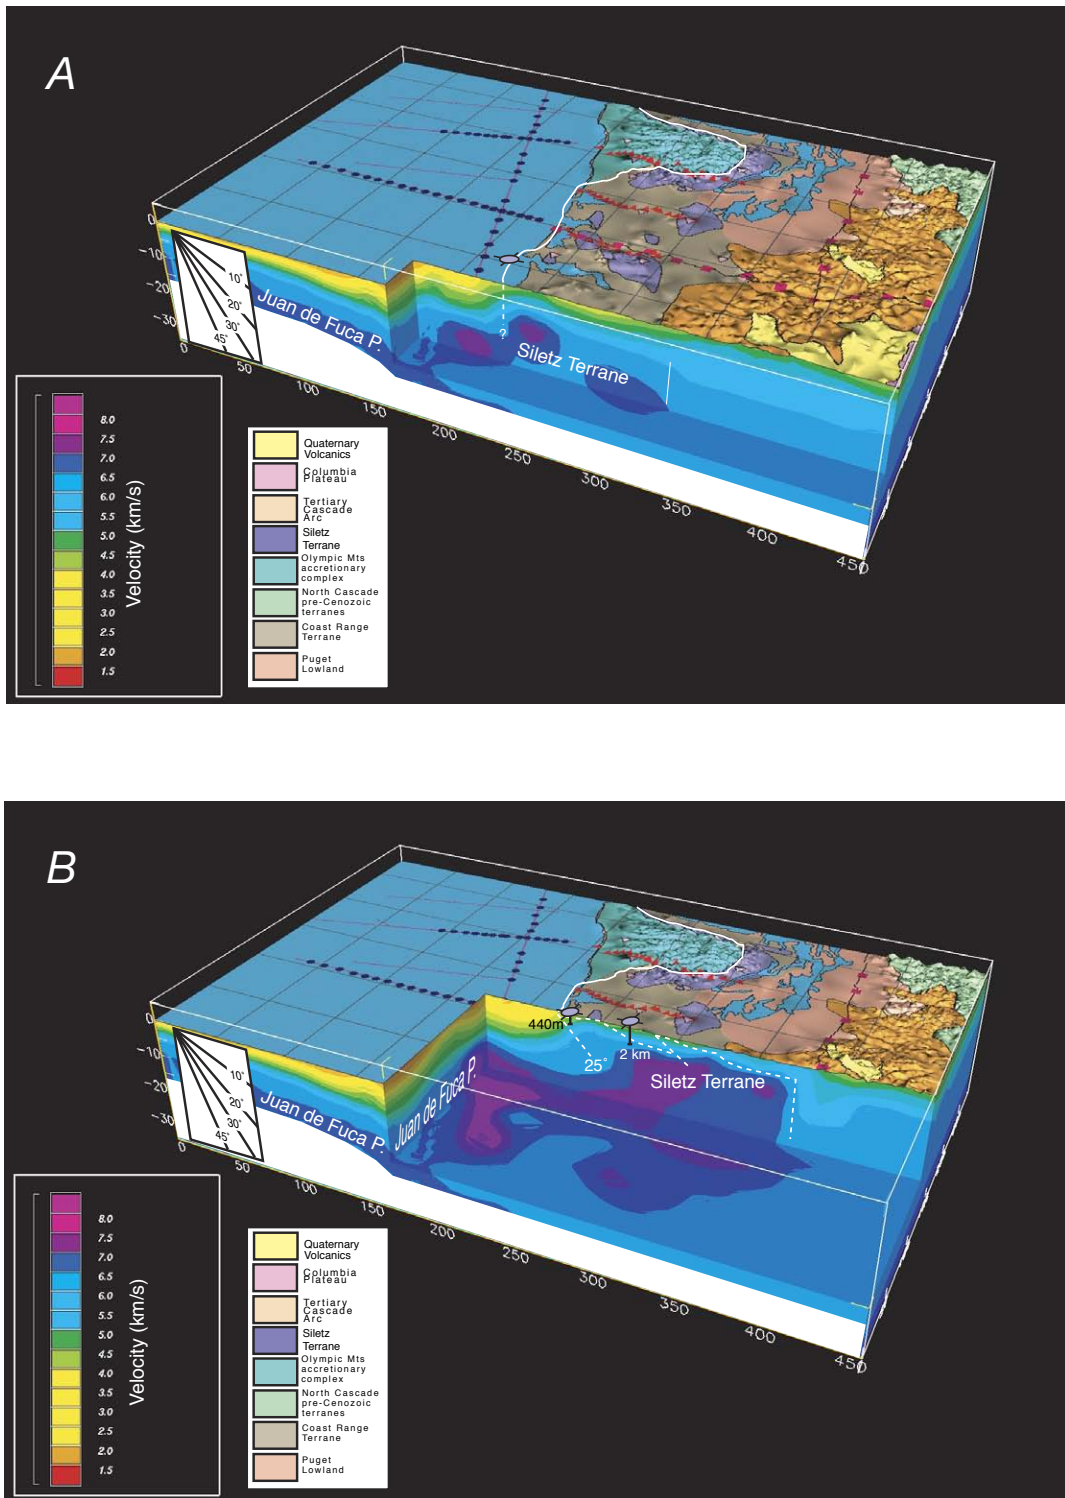 A
0
-10
-20
-30
10°
20°
30°
45°
Juan de Fuca P.
?
Siletz Terrane
0
50
100
150
200
250
300
350
400
450
8.0
7.5
7.0
6.5
6.0
5.5
5.0
4.5
4.0
3.5
3.0
2.5
2.0
1.5
Velocity (km/s)
Quaternary
Volcanics
Columbia
Plateau
Tertiary
Cascade
Arc
Siletz
Terrane
Olympic Mts
accretionary
complex
North Cascade
pre-Cenozoic
terranes
Coast Range
Terrane
Puget
Lowland
B
0
-10
-20
-30
10°
20°
30°
45°
Juan de Fuca P.
Juan de Fuca P.
440m
25°
2 km
Siletz Terrane
0
50
100
150
200
250
300
350
400
450
8.0
7.5
7.0
6.5
6.0
5.5
5.0
4.5
4.0
3.5
3.0
2.5
2.0
1.5
Velocity (km/s)
Quaternary
Volcanics
Columbia
Plateau
Tertiary
Cascade
Arc
Siletz
Terrane
Olympic Mts
accretionary
complex
North Cascade
pre-Cenozoic
terranes
Coast Range
Terrane
Puget
Lowland